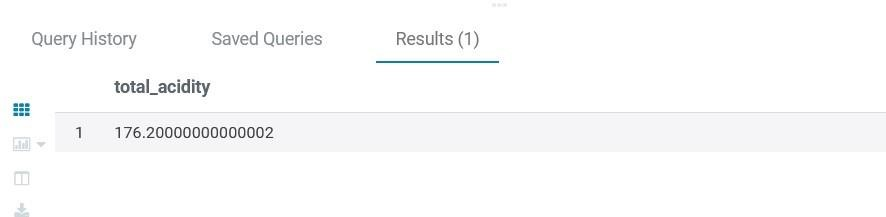 Query History Saved Queries Results (1)
total_acidity
1 176.20000000000002